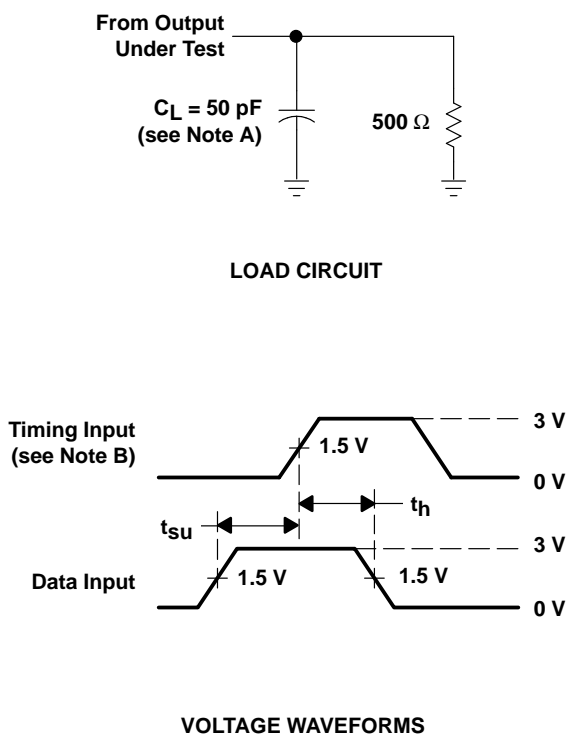 From Output
Under Test
CL = 50 pF
(see Note A)
500 Ω
LOAD CIRCUIT
Timing Input
(see Note B)
1.5 V
3 V
0 V
th
tsu
Data Input
1.5 V
1.5 V
3 V
0 V
VOLTAGE WAVEFORMS